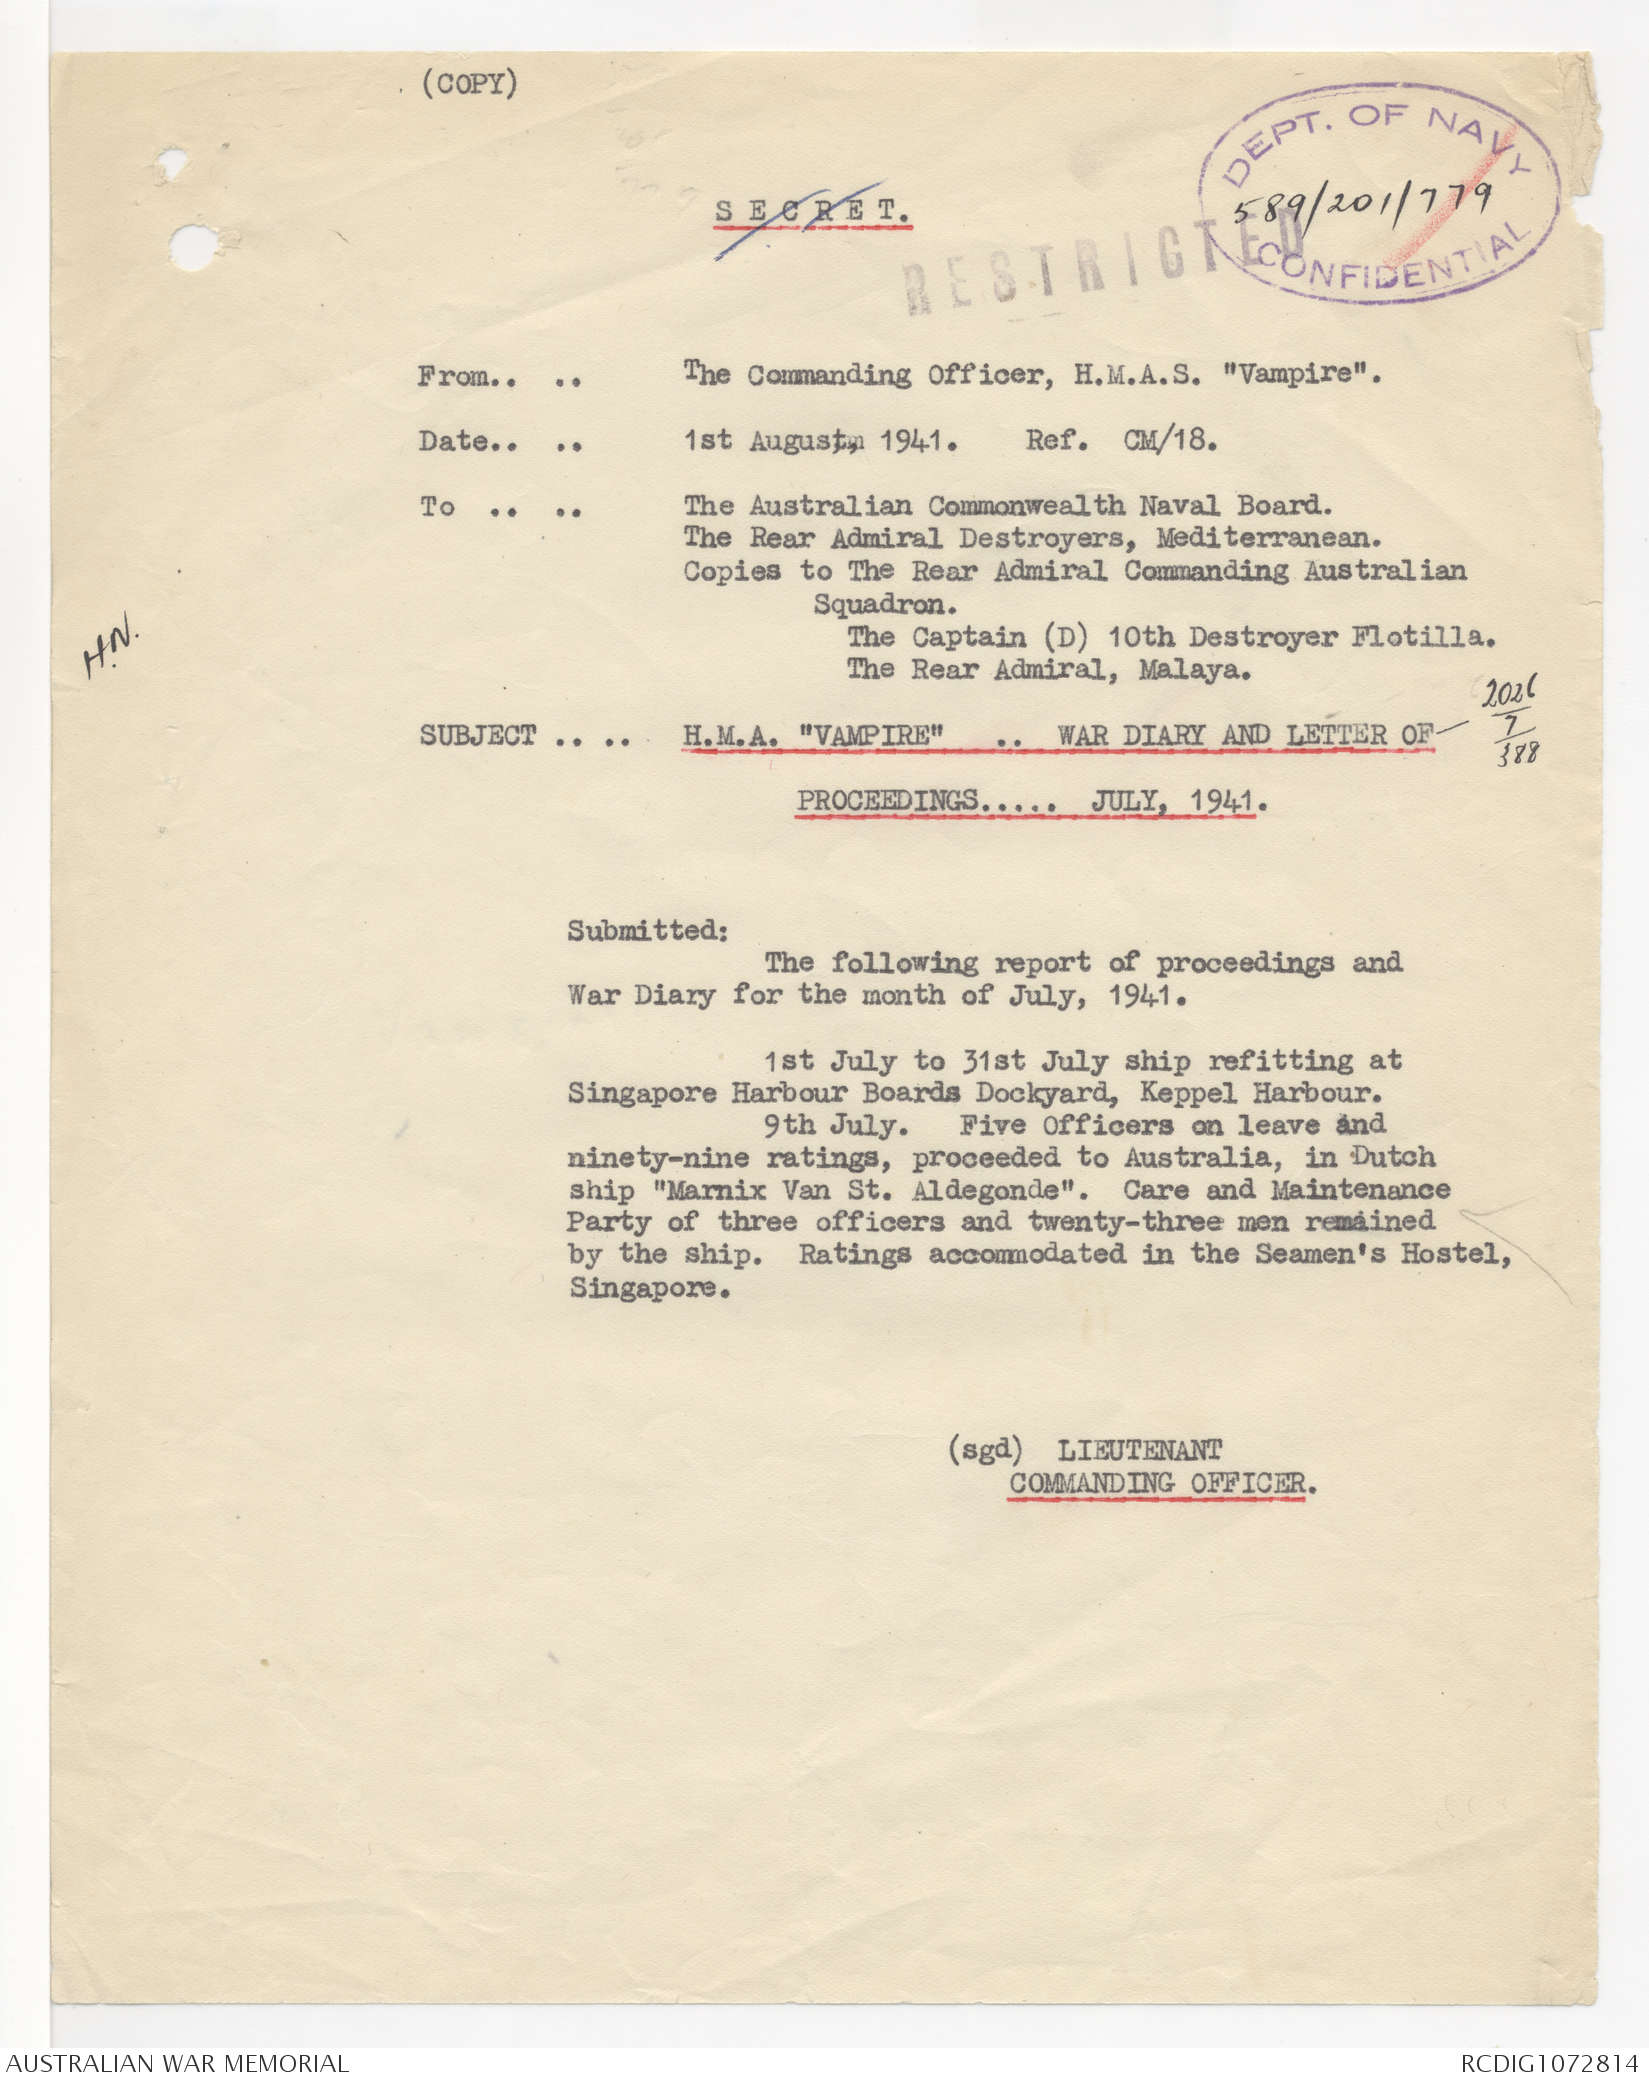 (COPY)
DEPT. OF NAVY
589/201/779
CONFIDENTIAL
SECRET.
RESTRICTED
From.. .. The Commanding Officer, H.M.A.S. "Vampire".
Date.. .. 1st August, 1941. Ref. CM/18.
To .. .. The Australian Commonwealth Naval Board.
The Rear Admiral Destroyers, Mediterranean.
Copies to The Rear Admiral Commanding Australian
Squadron.
H.N.
The Captain (D) 10th Destroyer Flotilla.
The Rear Admiral, Malaya.
2026
7
388
SUBJECT .. .. H.M.A. "VAMPIRE" .. WAR DIARY AND LETTER OF
PROCEEDINGS..... JULY, 1941.
Submitted:
The following report of proceedings and
War Diary for the month of July, 1941.
1st July to 31st July ship refitting at
Singapore Harbour Boards Dockyard, Keppel Harbour.
9th July. Five Officers on leave and
ninety-nine ratings, proceeded to Australia, in Dutch
ship "Marnix Van St. Aldegonde". Care and Maintenance
Party of three officers and twenty-three men remained
by the ship. Ratings accommodated in the Seamen's Hostel,
Singapore.
(sgd) LIEUTENANT
COMMANDING OFFICER.
AUSTRALIAN WAR MEMORIAL
RCDIG1072814